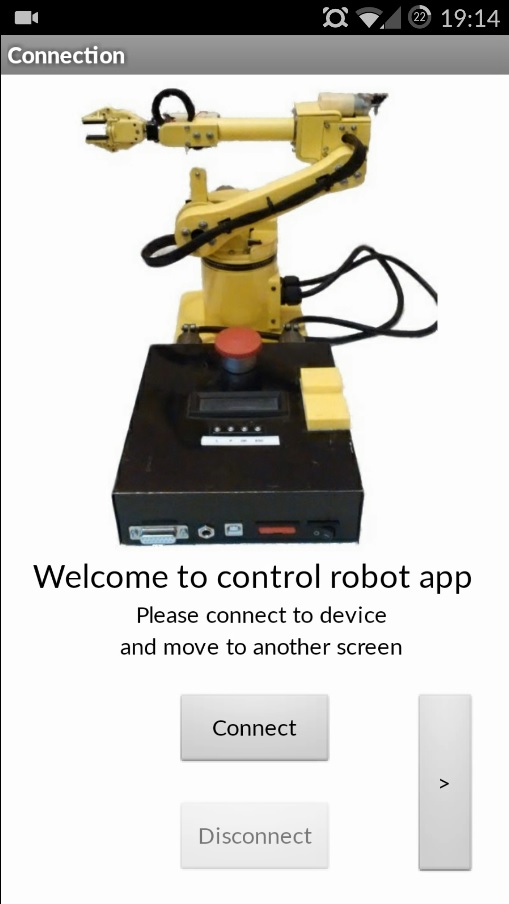 22 19:14
Connection
Welcome to control robot app
Please connect to device
and move to another screen
Connect
>
Disconnect